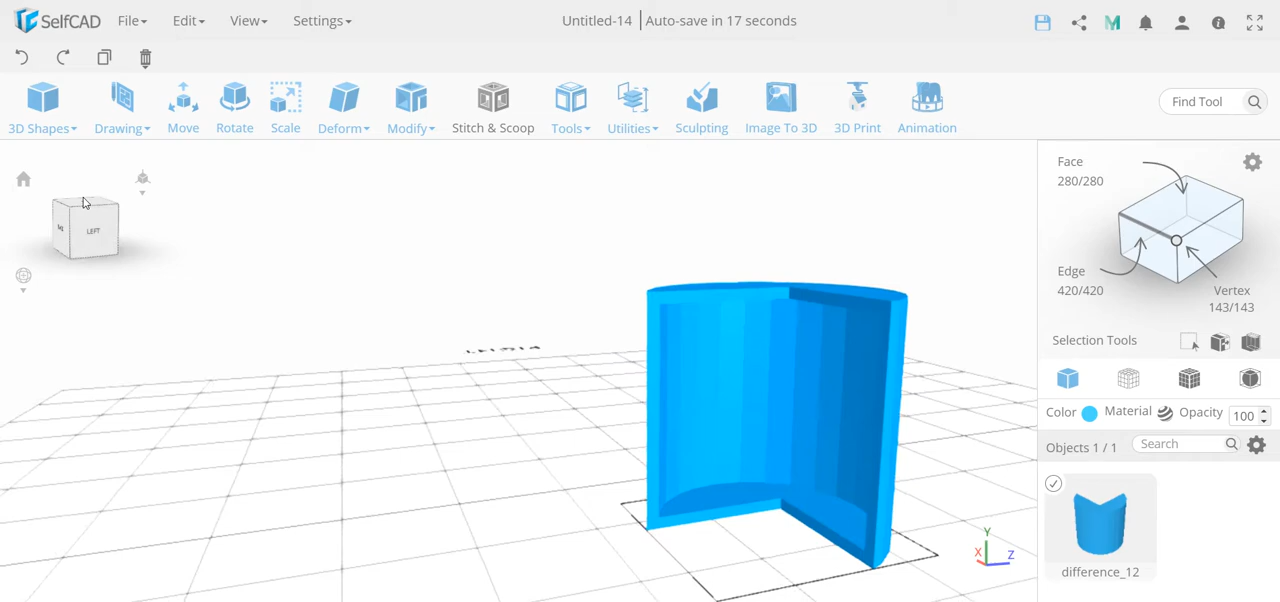 SelfCAD File Edit View Settings Untitled-14 Auto-save in 17 seconds
3D Shapes Drawing Move Rotate Scale Deform Modify Stitch & Scoop Tools Utilities Sculpting Image To 3D 3D Print Animation Find Tool
Face
280/280
LEFT
Edge
420/420
Vertex
143/143
Selection Tools
Color Material Opacity 100
Objects 1 / 1 Search
X Y Z
difference_12